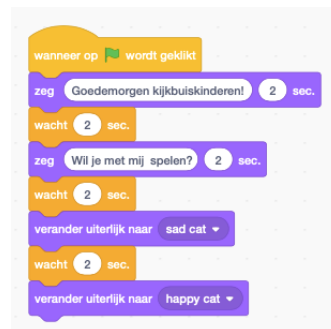 wanneer op wordt geklikt
zeg Goedemorgen kijkbuiskinderen! 2 sec.
wacht 2 sec.
zeg Wil je met mij spelen? 2 sec.
wacht 2 sec.
verander uiterlijk naar sad cat
wacht 2 sec.
verander uiterlijk naar happy cat